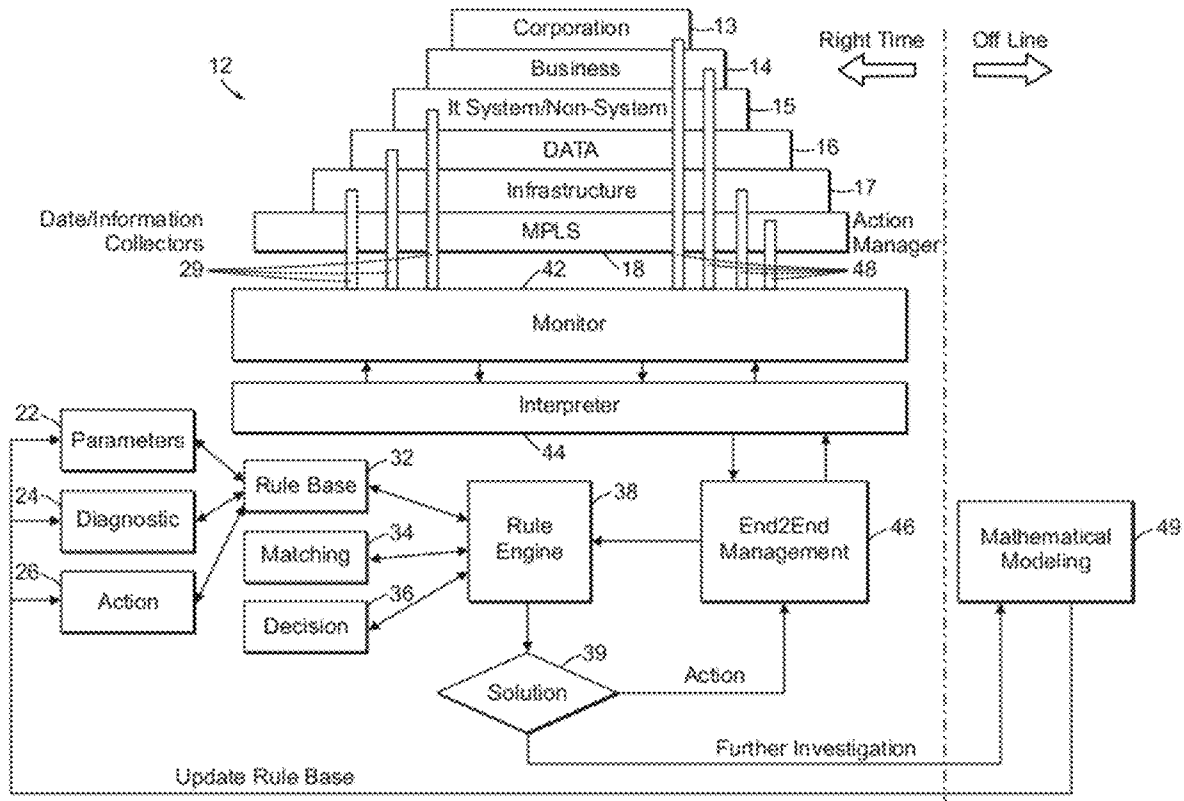 Corporation
13
Right Time
Off Line
12
Business
14
It System/Non-System
15
DATA
16
Infrastructure
17
Date/Information
Collectors
MPLS
Action
Manager
29
18
48
42
Monitor
Interpreter
44
22
Parameters
32
Rule Base
24
Diagnostic
38
Rule
Engine
End2End
Management
46
Mathematical
Modeling
49
34
Matching
26
Action
36
Decision
39
Solution
Action
Further Investigation
Update Rule Base